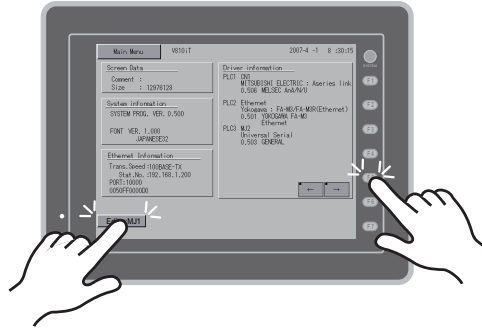 Main Menu V810iT 2007-4 -1 8 :30:15
Screen Data
Comment :
Size : 12976128
System information
SYSTEM PROG. VER. 0.500
FONT VER. 1.000
JAPANESE32
Ethernet Information
Trans.Speed :100BASE-TX
Stat.No. :192.168.1.200
PORT:10000
0050FF0000D0
Driver information
PLC1 CN1
MITSUBISHI ELECTRIC : Aseries link
0.506 MELSEC AnA/N/U
PLC2 Ethernet
Yokogawa : FA-M3/FA-M3R(Ethernet)
0.501 YOKOGAWA FA-M3
Ethernet
PLC3 MJ2
Universal Serial
0.503 GENERAL
← →
MJ1
F1
F2
F3
F4
F6
F7